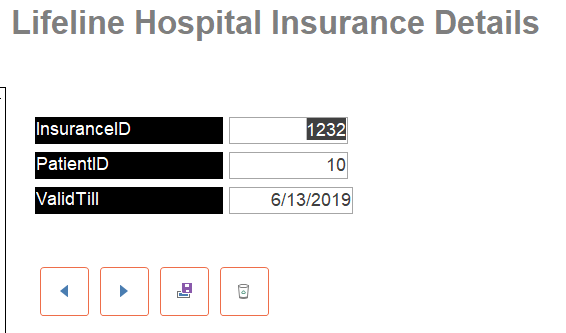 Lifeline Hospital Insurance Details
InsuranceID 1232
PatientID 10
ValidTill 6/13/2019